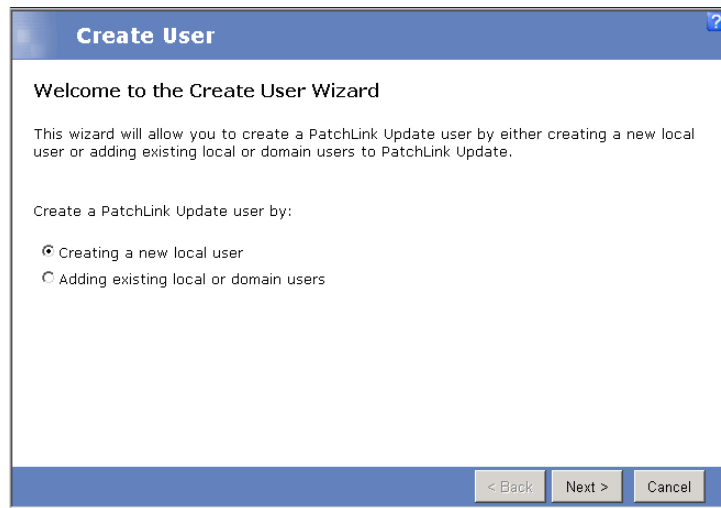 Create User
?
Welcome to the Create User Wizard
This wizard will allow you to create a PatchLink Update user by either creating a new local
user or adding existing local or domain users to PatchLink Update.
Create a PatchLink Update user by:
Creating a new local user
Adding existing local or domain users
< Back Next > Cancel